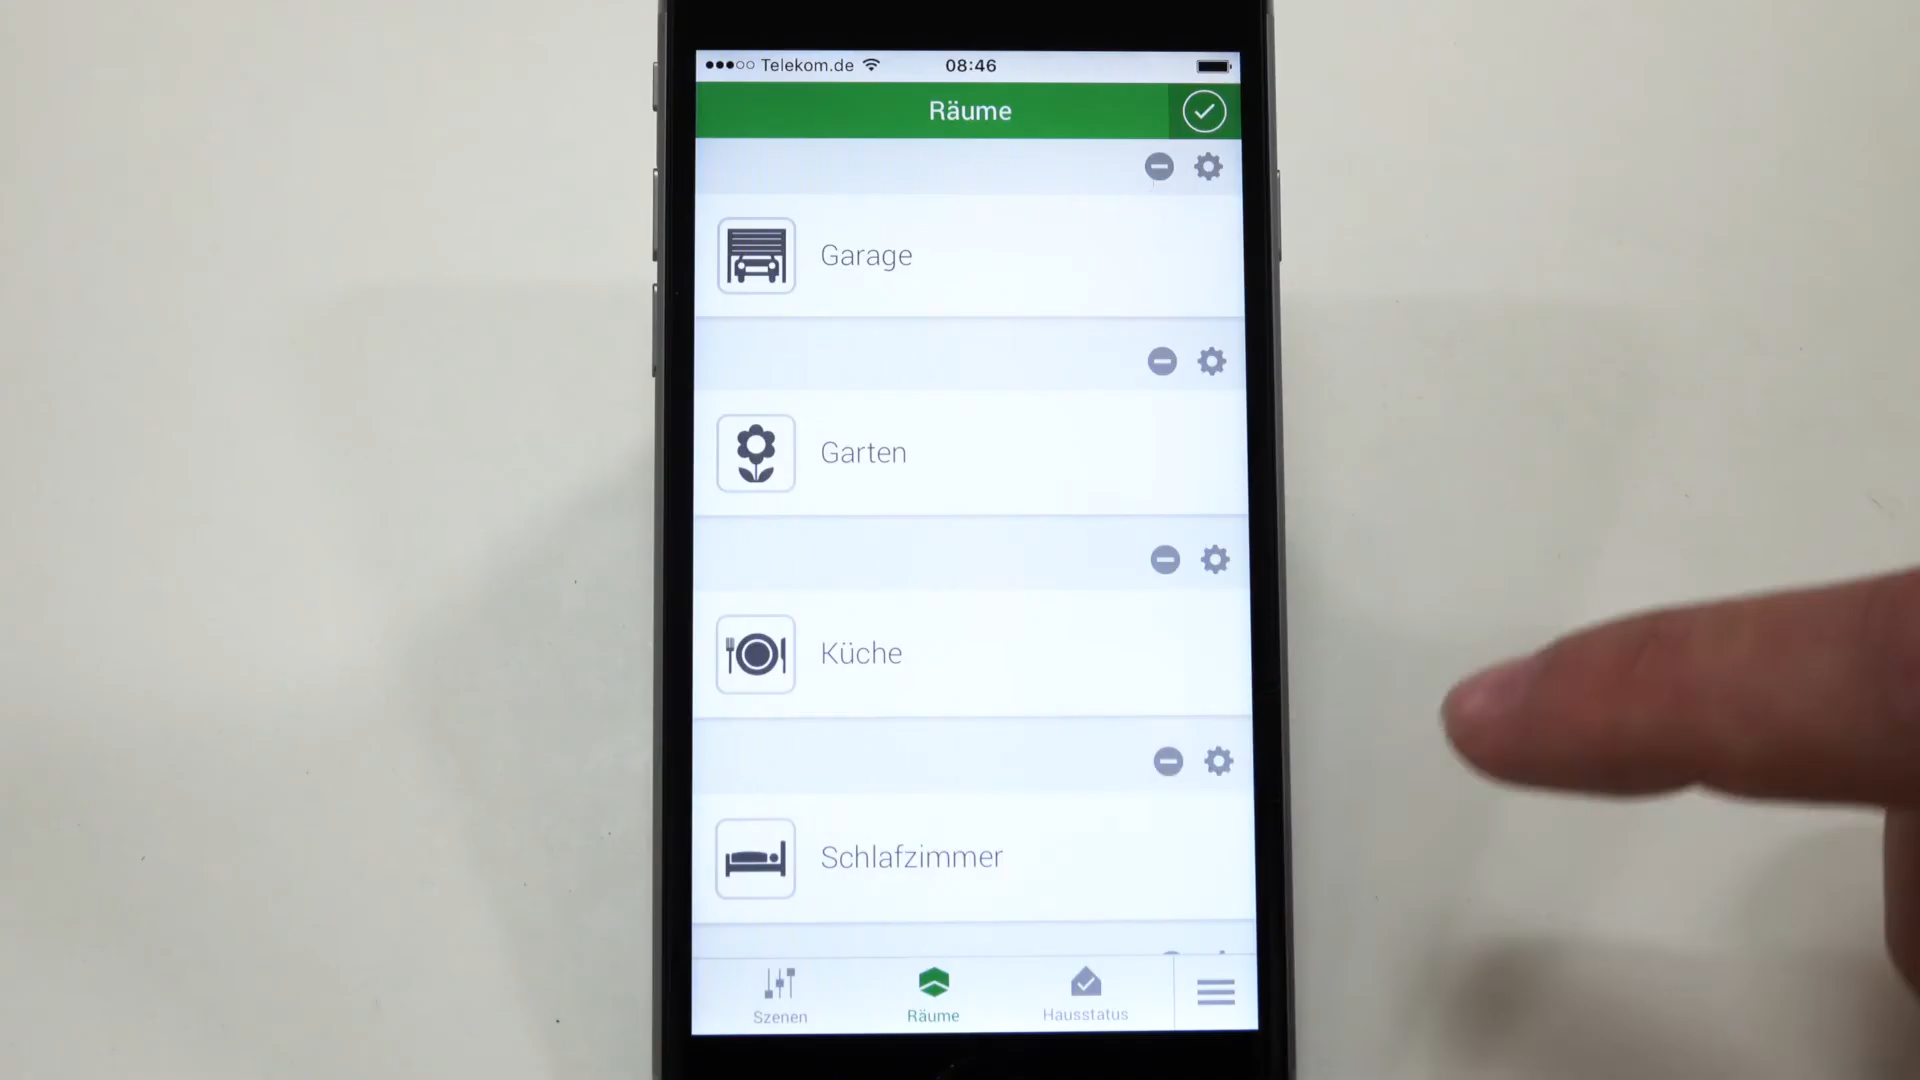 Telekom.de 08:46
Räume
Garage
Garten
Küche
Schlafzimmer
Szenen Räume Hausstatus